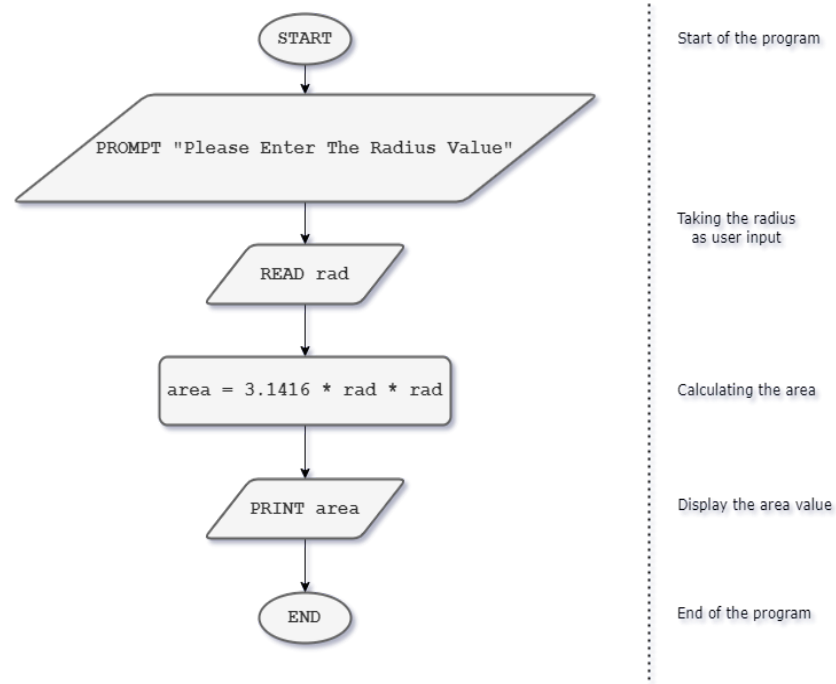 START
Start of the program
PROMPT "Please Enter The Radius Value"
Taking the radius
as user input
READ rad
area = 3.1416 * rad * rad
Calculating the area
PRINT area
Display the area value
END
End of the program